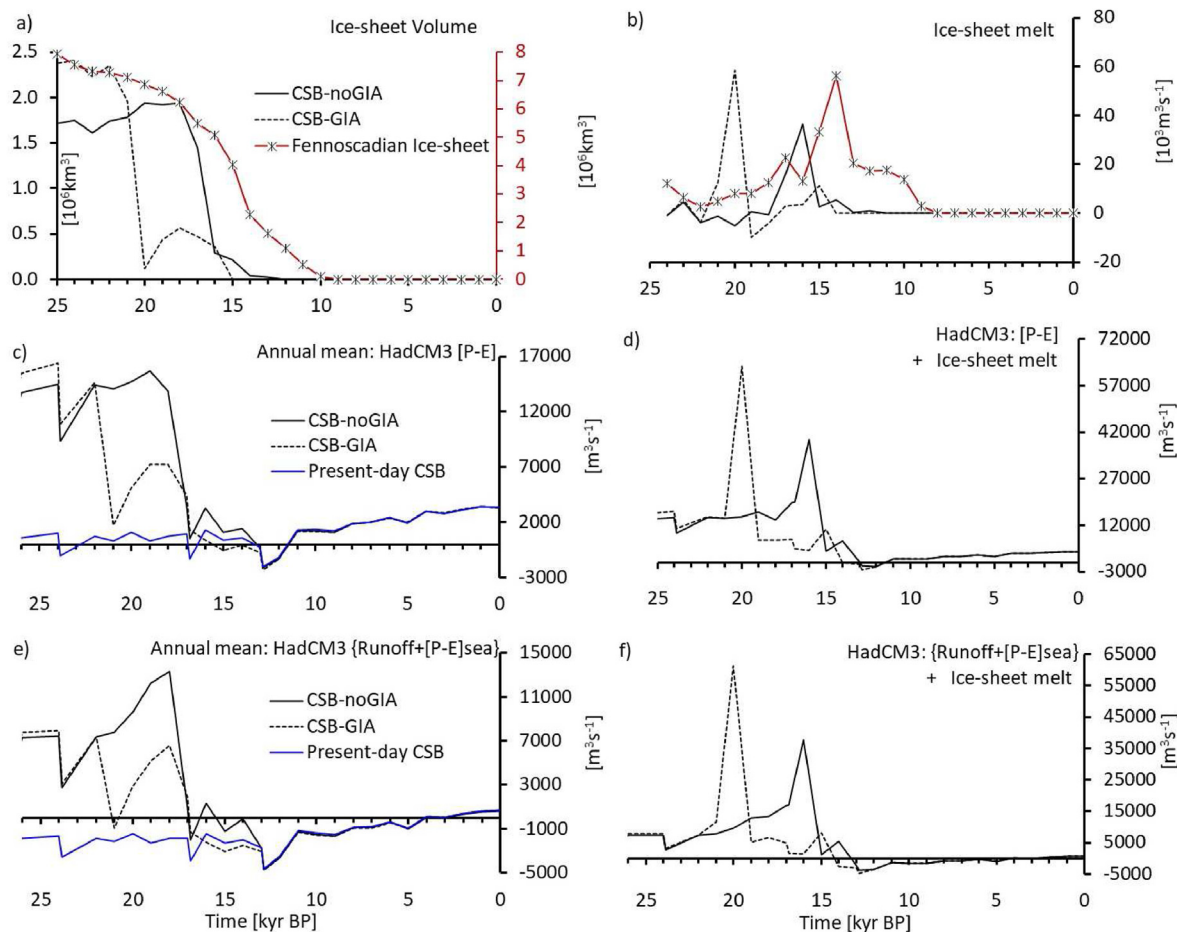 a)
Ice-sheet Volume
2.5
2.0
1.5
1.0
0.5
0.0
[10⁶km³]
CSB-noGIA
CSB-GIA
Fennoscadian Ice-sheet
8
7
6
5
4
3
2
1
0
[10⁶km³]
25 20 15 10 5 0
b)
Ice-sheet melt
80
60
40
20
0
-20
[10³m³s⁻¹]
25 20 15 10 5 0
c)
Annual mean: HadCM3 [P-E]
CSB-noGIA
CSB-GIA
Present-day CSB
17000
12000
7000
2000
-3000
[m³s⁻¹]
25 20 15 10 5 0
d)
HadCM3: [P-E]
+ Ice-sheet melt
72000
57000
42000
27000
12000
-3000
[m³s⁻¹]
25 20 15 10 5 0
e)
Annual mean: HadCM3 {Runoff+[P-E]sea}
CSB-noGIA
CSB-GIA
Present-day CSB
15000
11000
7000
3000
-1000
-5000
[m³s⁻¹]
25 20 15 10 5 0
Time [kyr BP]
f)
HadCM3: {Runoff+[P-E]sea}
+ Ice-sheet melt
65000
55000
45000
35000
25000
15000
5000
-5000
[m³s⁻¹]
25 20 15 10 5 0
Time [kyr BP]